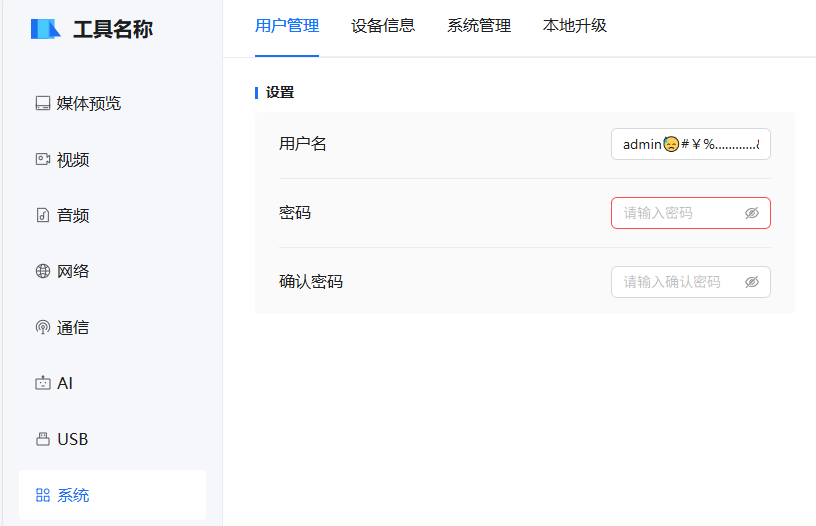 工具名称
用户管理 设备信息 系统管理 本地升级
媒体预览
视频
音频
网络
通信
AI
USB
系统
设置
用户名 admin😓#￥%…………
密码 请输入密码
确认密码 请输入确认密码